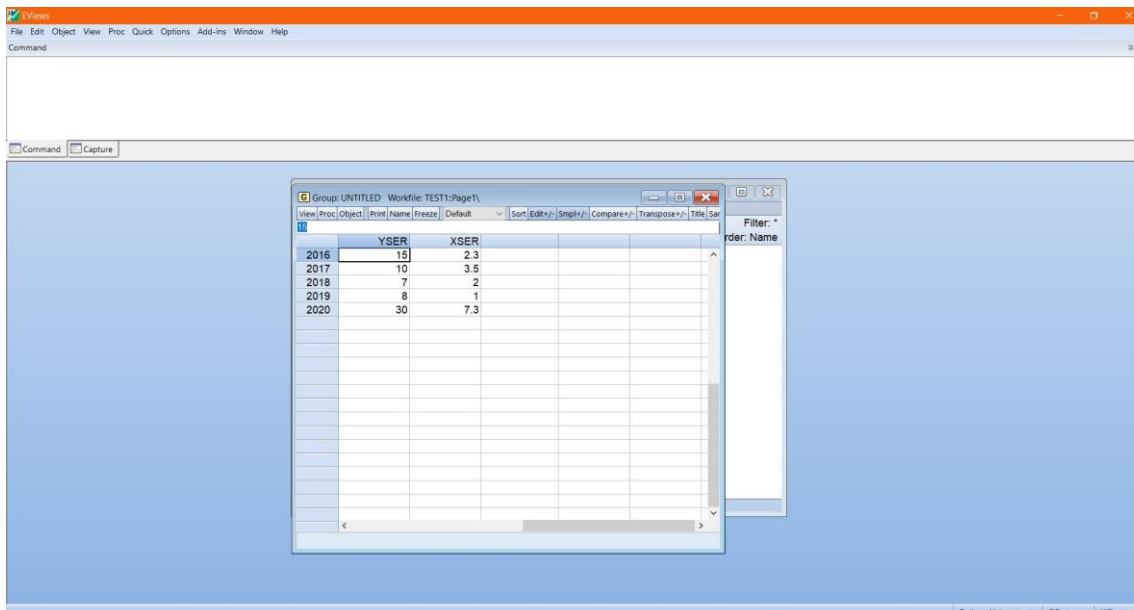 EViews
File Edit Object View Proc Quick Options Add-ins Window Help
Command
Command Capture
Group: UNTITLED Workfile: TEST1::Page1\
View Proc Object Print Name Freeze Default Sort Edit+/- Smpl+/- Compare+/- Transpose+/- Title Sar
Filter: *
15
rder: Name
YSER XSER
2016 15 2.3
2017 10 3.5
2018 7 2
2019 8 1
2020 30 7.3